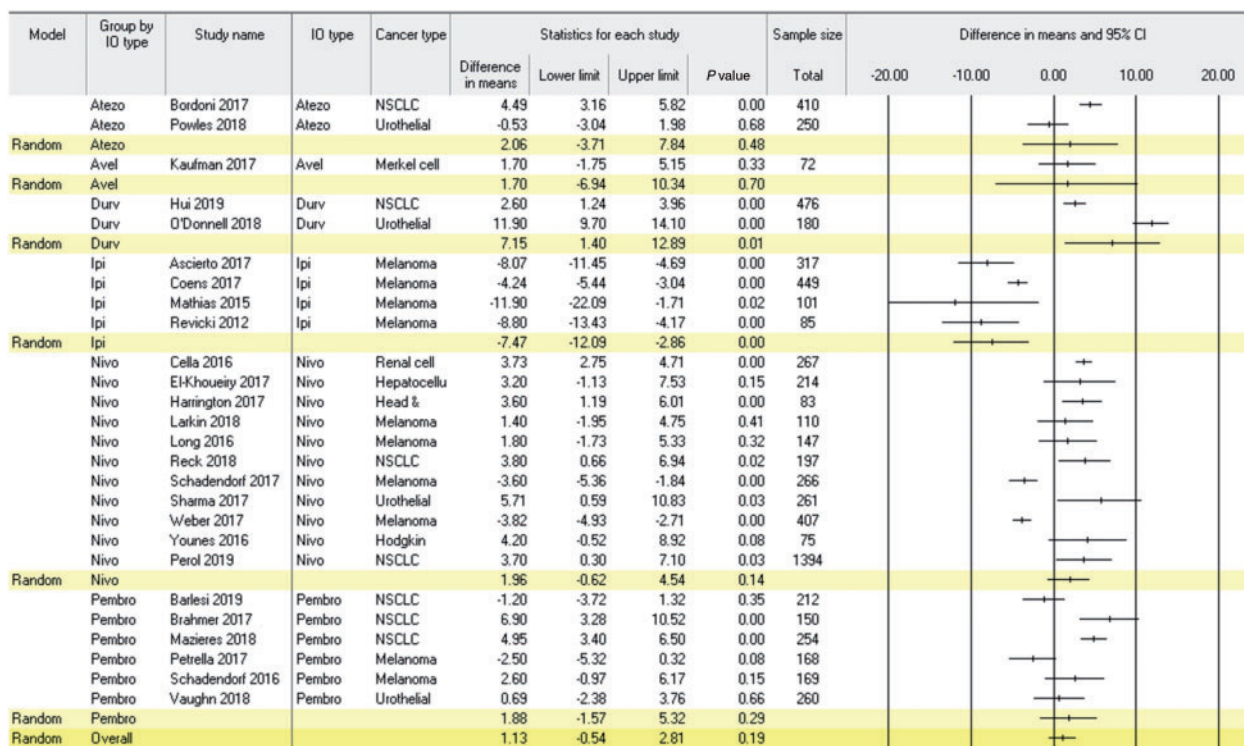 Model Group by IO type Study name IO type Cancer type Statistics for each study Sample size Difference in means and 95% CI
Difference in means Lower limit Upper limit P value Total -20.00 -10.00 0.00 10.00 20.00
Atezo Bordoni 2017 Atezo NSCLC 4.49 3.16 5.82 0.00 410
Atezo Powles 2018 Atezo Urothelial -0.53 -3.04 1.98 0.68 250
Random Atezo 2.06 -3.71 7.84 0.48
Avel Kaufman 2017 Avel Merkel cell 1.70 -1.75 5.15 0.33 72
Random Avel 1.70 -6.94 10.34 0.70
Durv Hui 2019 Durv NSCLC 2.60 1.24 3.96 0.00 476
Durv O'Donnell 2018 Durv Urothelial 11.90 9.70 14.10 0.00 180
Random Durv 7.15 1.40 12.89 0.01
Ipi Ascierto 2017 Ipi Melanoma -8.07 -11.45 -4.69 0.00 317
Ipi Coens 2017 Ipi Melanoma -4.24 -5.44 -3.04 0.00 449
Ipi Mathias 2015 Ipi Melanoma -11.90 -22.09 -1.71 0.02 101
Ipi Revicki 2012 Ipi Melanoma -8.80 -13.43 -4.17 0.00 85
Random Ipi -7.47 -12.09 -2.86 0.00
Nivo Cella 2016 Nivo Renal cell 3.73 2.75 4.71 0.00 267
Nivo El-Khoueiry 2017 Nivo Hepatocellu 3.20 -1.13 7.53 0.15 214
Nivo Harrington 2017 Nivo Head & 3.60 1.19 6.01 0.00 83
Nivo Larkin 2018 Nivo Melanoma 1.40 -1.95 4.75 0.41 110
Nivo Long 2016 Nivo Melanoma 1.80 -1.73 5.33 0.32 147
Nivo Reck 2018 Nivo NSCLC 3.80 0.66 6.94 0.02 197
Nivo Schadendorf 2017 Nivo Melanoma -3.60 -5.36 -1.84 0.00 266
Nivo Sharma 2017 Nivo Urothelial 5.71 0.59 10.83 0.03 261
Nivo Weber 2017 Nivo Melanoma -3.82 -4.93 -2.71 0.00 407
Nivo Younes 2016 Nivo Hodgkin 4.20 -0.52 8.92 0.08 75
Nivo Perol 2019 Nivo NSCLC 3.70 0.30 7.10 0.03 1394
Random Nivo 1.96 -0.62 4.54 0.14
Pembro Barlesi 2019 Pembro NSCLC -1.20 -3.72 1.32 0.35 212
Pembro Brahmer 2017 Pembro NSCLC 6.90 3.28 10.52 0.00 150
Pembro Mazieres 2018 Pembro NSCLC 4.95 3.40 6.50 0.00 254
Pembro Petrella 2017 Pembro Melanoma -2.50 -5.32 0.32 0.08 168
Pembro Schadendorf 2016 Pembro Melanoma 2.60 -0.97 6.17 0.15 169
Pembro Vaughn 2018 Pembro Urothelial 0.69 -2.38 3.76 0.66 260
Random Pembro 1.88 -1.57 5.32 0.29
Random Overall 1.13 -0.54 2.81 0.19